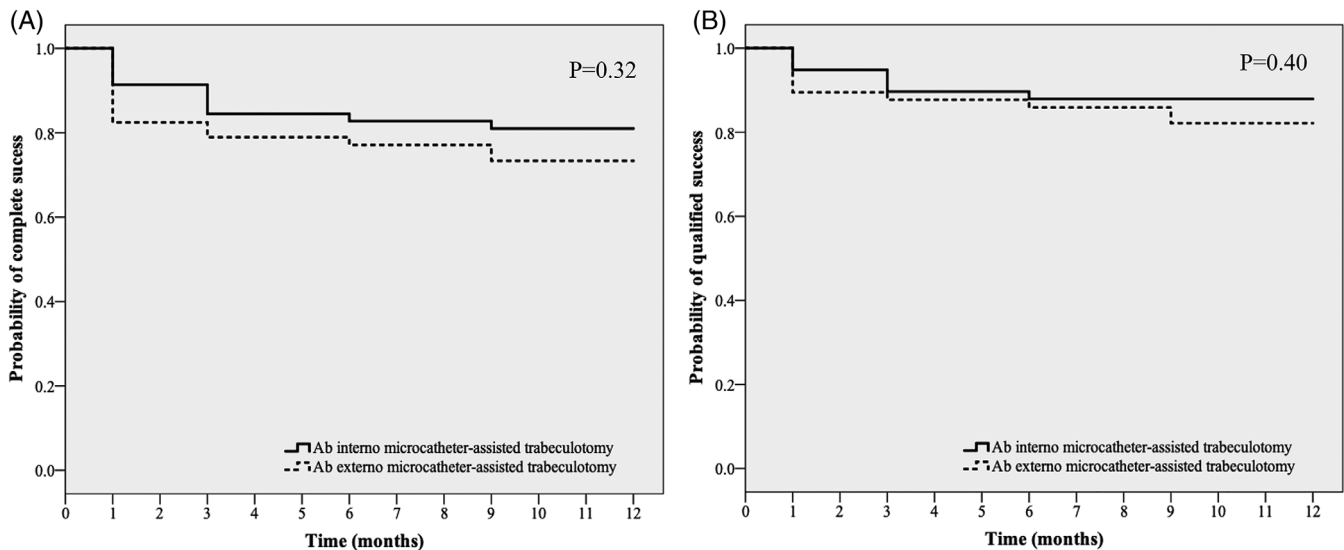 (A)
P=0.32
Probability of complete sucess
1.0
0.8
0.6
0.4
0.2
0.0
Ab interno microcatheter-assisted trabeculotomy
Ab externo microcatheter-assisted trabeculotomy
0 1 2 3 4 5 6 7 8 9 10 11 12
Time (months)
(B)
P=0.40
Probability of qualified success
1.0
0.8
0.6
0.4
0.2
0.0
Ab interno microcatheter-assisted trabeculotomy
Ab externo microcatheter-assisted trabeculotomy
0 1 2 3 4 5 6 7 8 9 10 11 12
Time (months)